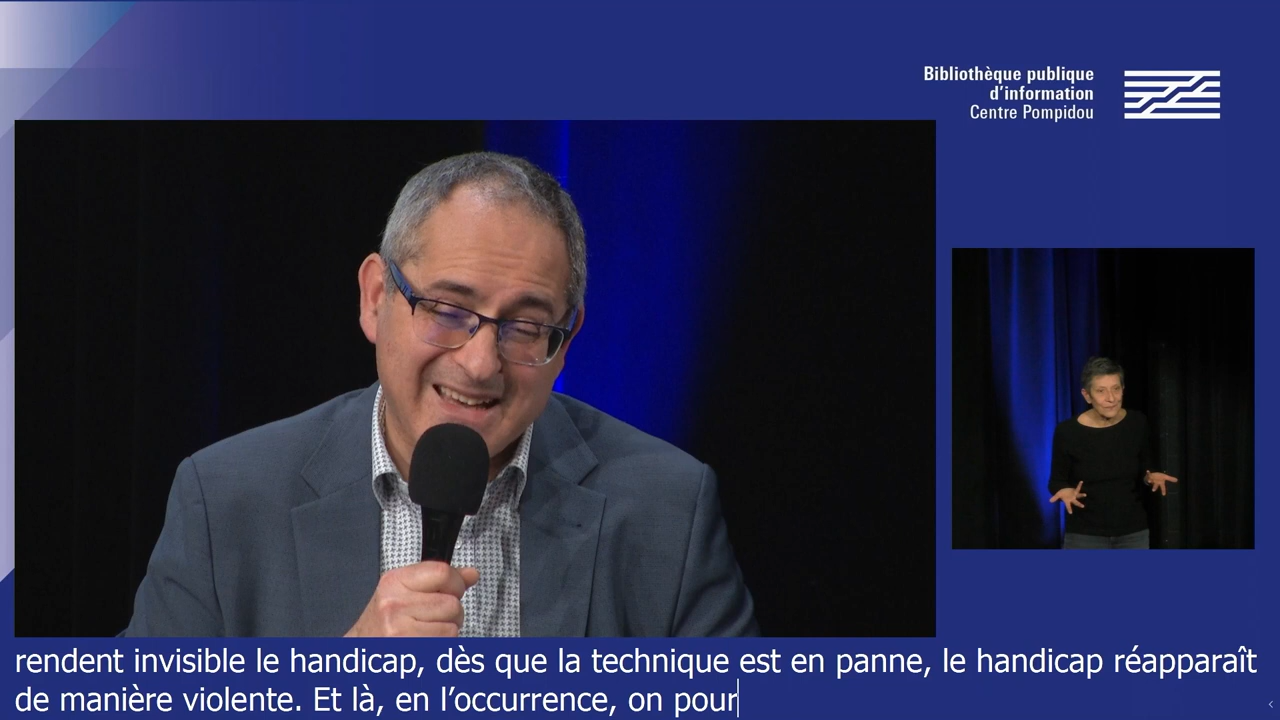 Bibliothèque publique
d’information
Centre Pompidou
rendent invisible le handicap, dès que la technique est en panne, le handicap réapparaît
de manière violente. Et là, en l’occurrence, on pour